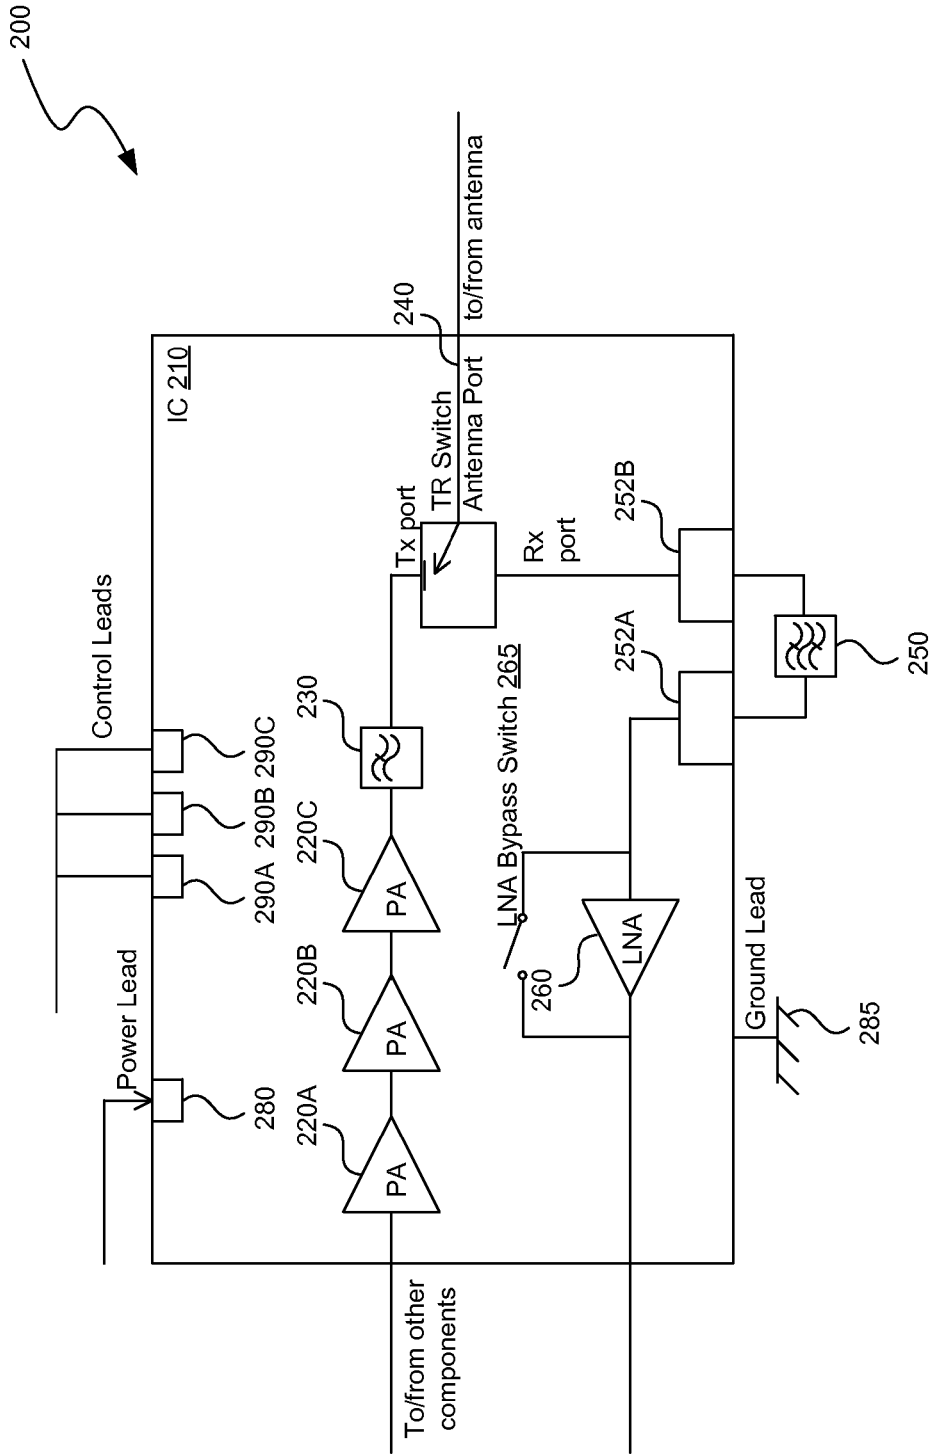 200
IC 210
Control Leads
290A
290B
290C
Power Lead
280
220A
PA
220B
PA
220C
PA
230
Tx port
TR Switch
Antenna Port
240
to/from antenna
Rx
port
252B
252A
250
LNA Bypass Switch 265
260
LNA
Ground Lead
285
To/from other
components